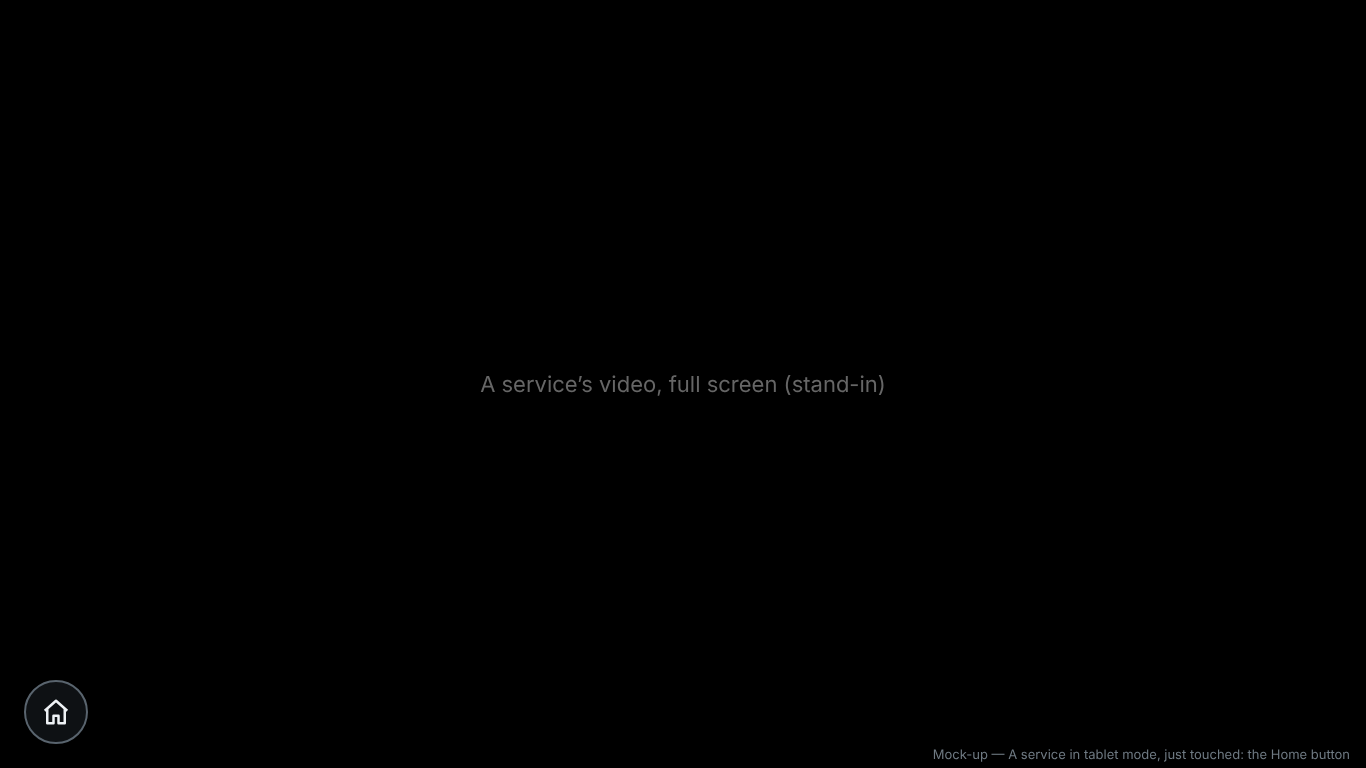 A service’s video, full screen (stand-in)
Mock-up — A service in tablet mode, just touched: the Home button